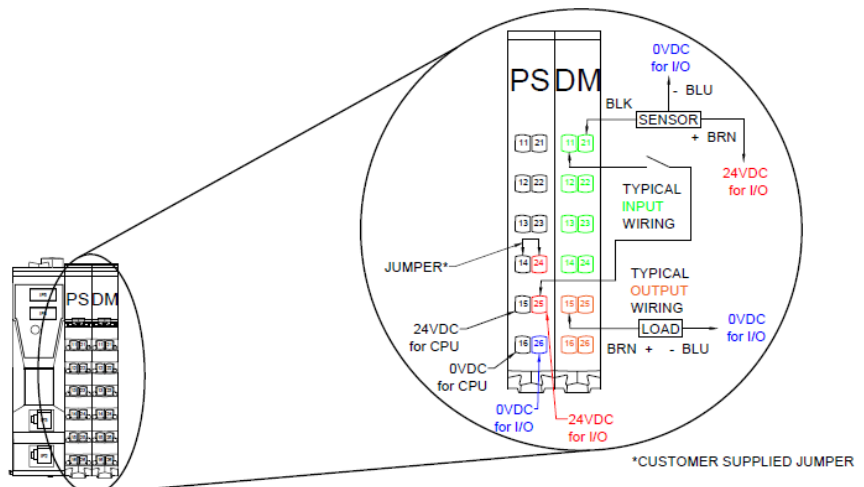 PS DM
0VDC
for I/O
- BLU
BLK
SENSOR
+ BRN
24VDC
for I/O
11 21 11 21
12 22 12 22
13 23 13 23
14 24 14 24
15 25 15 25
16 26 16 26
TYPICAL
INPUT
WIRING
JUMPER*
TYPICAL
OUTPUT
WIRING
LOAD
BRN + - BLU
0VDC
for I/O
24VDC
for CPU
0VDC
for CPU
0VDC
for I/O
24VDC
for I/O
PS DM
*CUSTOMER SUPPLIED JUMPER